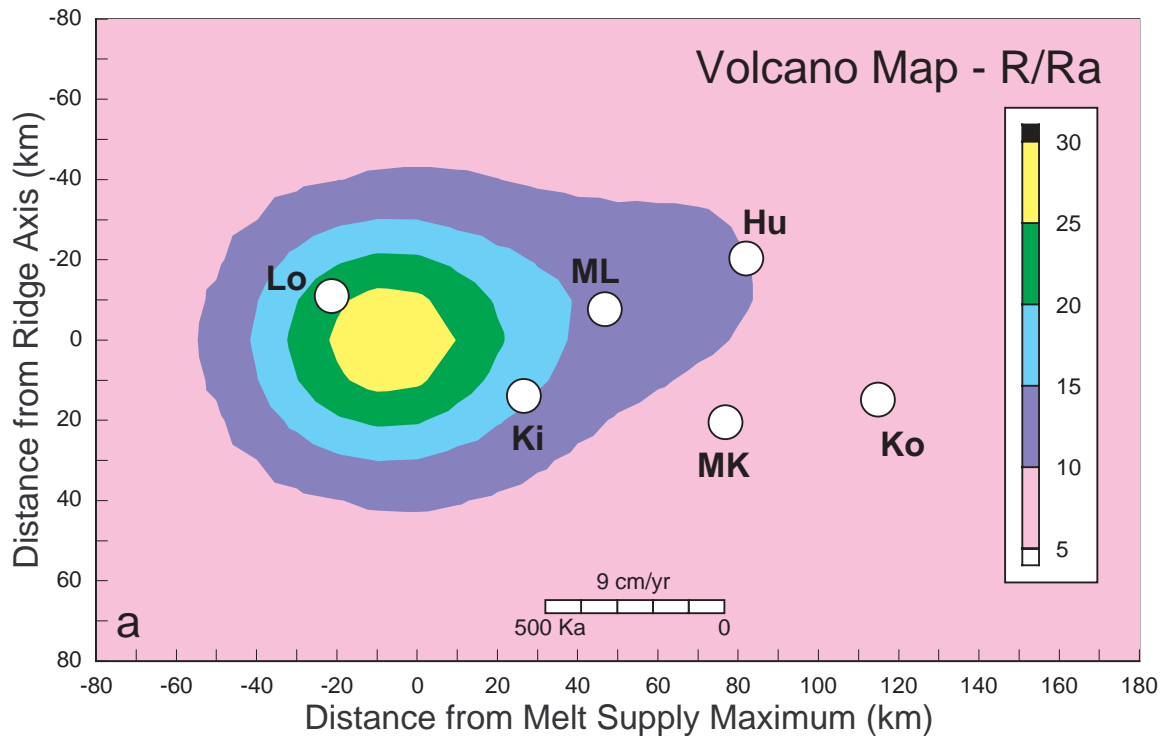 Volcano Map - R/Ra
Distance from Ridge Axis (km)
-80
-60
-40
-20
0
20
40
60
80
30
25
20
15
10
5
Hu
ML
Lo
Ki
MK
Ko
9 cm/yr
500 Ka 0
a
-80 -60 -40 -20 0 20 40 60 80 100 120 140 160 180
Distance from Melt Supply Maximum (km)